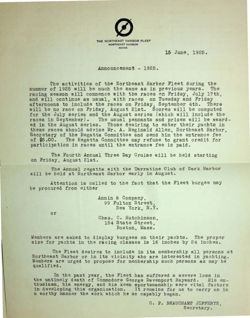 THE NORTHEAST HARBOR FLEET
NORTHEAST HARBOR
MAINE
15 June, 1925.
Announcement - 1925.
The activities of the Northeast Harbor Fleet during the
summer of 1925 will be much the same as in previous years. The
racing season will commence with the races on Friday, July 17th,
and will continue as usual, with races on Tuesday and Friday
afternoons to include the races on Friday, September 4th. There
will be no race on Friday, August 21st. Scores will be computed
for the July series and the August series (which will include the
races in September). The usual pennants and prizes will be award-
ed in the August series. Those who expect to enter their yachts in
these races should advise Mr. A. Reginald Allen, Northeast Harbor,
Secretary of the Regatta Committee and send him the entrance fee
of $5.00. The Regatta Committee may refuse to grant credit for
participation in races until the entrance fee is paid.
The Fourth Annual Three Day Cruise will be held starting
on Friday, August 21st.
The annual regatta with the Tarratine Club of Dark Harbor
will be held at Northeast Harbor early in August.
Attention is called to the fact that the Fleet burgee may
be procured from either
Annin & Company,
99 Fulton Street,
New York, N.Y.
or
Chas. C. Hutchinson,
154 State Street,
Boston, Mass.
Members are asked to display burgees on their yachts. The proper
size for yachts in the racing classes is 16 inches by 24 inches.
The Fleet desires to include in its membership all persons at
Northeast Harbor or in its vicinity who are interested in yachting.
Members are urged to propose for membership such persons as may be
qualified.
In the past year, the Fleet has suffered a severe loss in
the untimely death of Commodore George Davenport Hayward. His en-
thusiasm, his energy, and his sportsmanship were vital factors
in developing this organization. It remains for us to carry on in
a worthy manner the work which he so capably began.
C. P. BEAUCHAMP JEFFERYS,
Secretary.